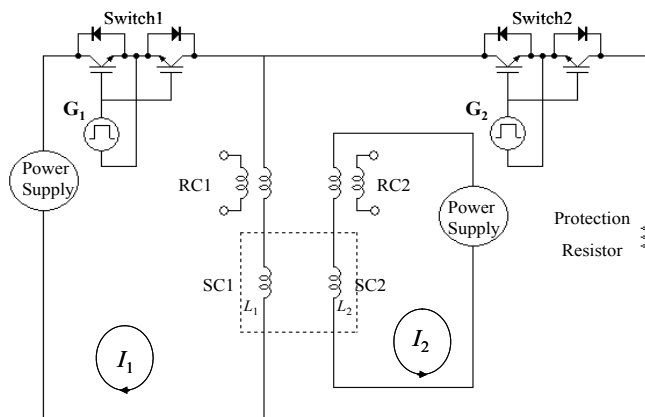 Switch1
Switch2
G1
G2
Power
Supply
RC1
RC2
Power
Supply
Protection
Resistor
SC1
SC2
L1
L2
I1
I2